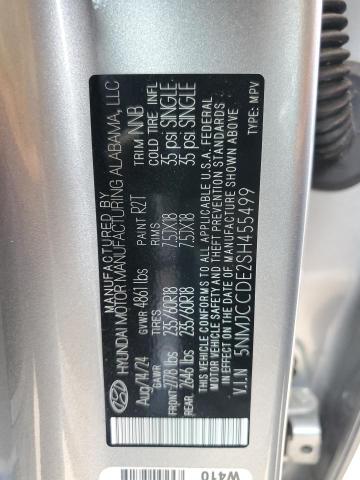 MANUFACTURED BY
HYUNDAI MOTOR MANUFACTURING ALABAMA, LLC
Aug/14/24 GVWR 4861 lbs PAINT R2T TRIM NNB
GAWR TIRES RIMS COLD TIRE INFL
FRONT 2778 lbs 235/60R18 7.5JX18 35 psi SINGLE
REAR 2646 lbs 235/60R18 7.5JX18 35 psi SINGLE
THIS VEHICLE CONFORMS TO ALL APPLICABLE U.S.A. FEDERAL
MOTOR VEHICLE SAFETY, BUMPER, AND
THEFT PREVENTION STANDARDS IN EFFECT ON
THE DATE OF MANUFACTURE SHOWN ABOVE.
V.I.N 5NMJCCDE2SH455499 TYPE: MPV
W410